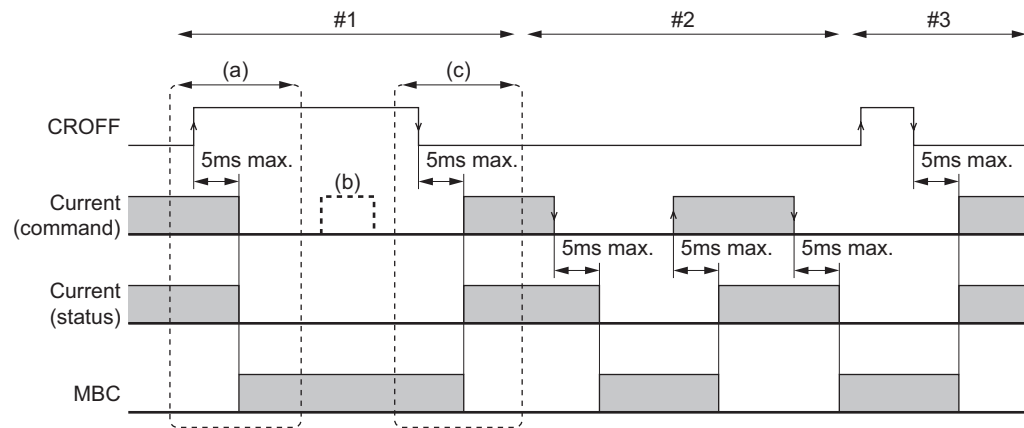 #1
#2
#3
(a)
(c)
CROFF
5ms max.
5ms max.
5ms max.
(b)
Current
(command)
5ms max.
5ms max.
5ms max.
Current
(status)
MBC